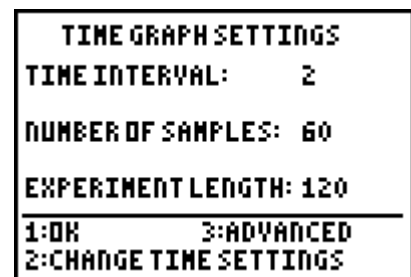 TIME GRAPH SETTINGS
TIME INTERVAL: 2
NUMBER OF SAMPLES: 60
EXPERIMENT LENGTH: 120
1:OK 3:ADVANCED
2:CHANGE TIME SETTINGS